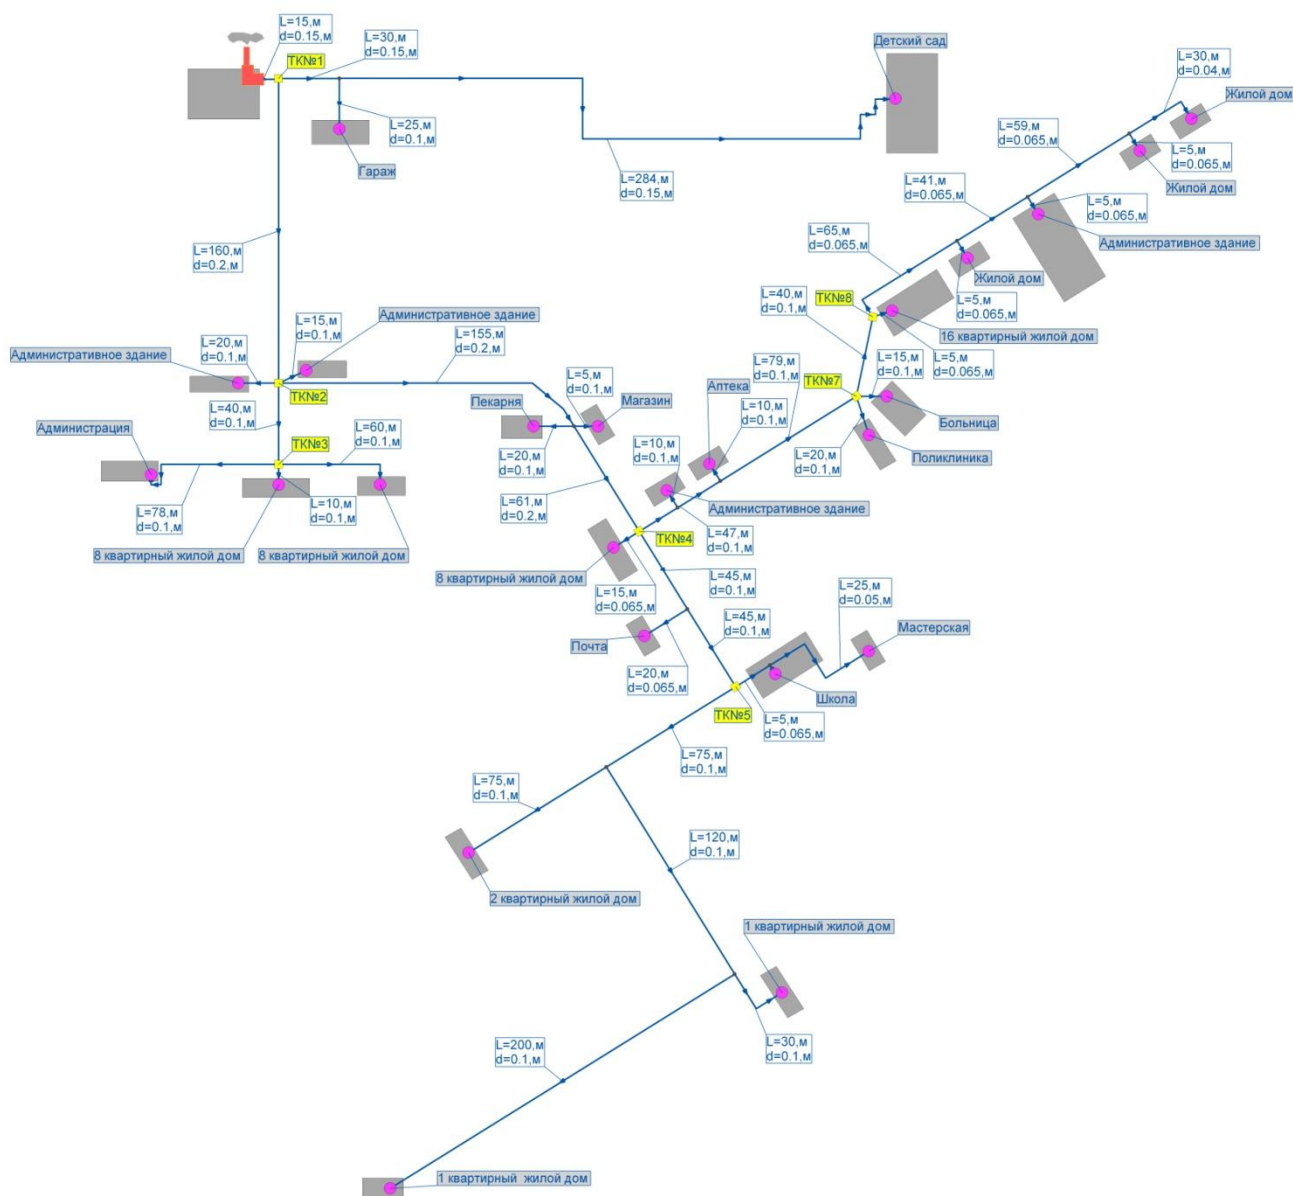 L=15,м
d=0.15,м
ТК№1
L=30,м
d=0.15,м
L=25,м
d=0.1,м
Гараж
L=284,м
d=0.15,м
Детский сад
L=30,м
d=0.04,м
Жилой дом
L=59,м
d=0.065,м
L=5,м
d=0.065,м
Жилой дом
L=41,м
d=0.065,м
L=5,м
d=0.065,м
Административное здание
L=65,м
d=0.065,м
Жилой дом
L=5,м
d=0.065,м
L=40,м
d=0.1,м
ТК№8
16 квартирный жилой дом
L=5,м
d=0.065,м
L=160,м
d=0.2,м
L=15,м
d=0.1,м
Административное здание
L=20,м
d=0.1,м
Административное здание
L=155,м
d=0.2,м
ТК№2
L=40,м
d=0.1,м
L=5,м
d=0.1,м
Пекарня
Магазин
L=20,м
d=0.1,м
L=79,м
d=0.1,м
Аптека
L=10,м
d=0.1,м
ТК№7
L=15,м
d=0.1,м
Больница
Поликлиника
L=20,м
d=0.1,м
Администрация
ТК№3
L=60,м
d=0.1,м
L=78,м
d=0.1,м
L=10,м
d=0.1,м
8 квартирный жилой дом
8 квартирный жилой дом
L=61,м
d=0.2,м
L=10,м
d=0.1,м
Административное здание
ТК№4
L=47,м
d=0.1,м
8 квартирный жилой дом
L=15,м
d=0.065,м
L=45,м
d=0.1,м
Почта
L=20,м
d=0.065,м
L=45,м
d=0.1,м
L=25,м
d=0.05,м
Мастерская
Школа
ТК№5
L=5,м
d=0.065,м
L=75,м
d=0.1,м
L=75,м
d=0.1,м
2 квартирный жилой дом
L=120,м
d=0.1,м
1 квартирный жилой дом
L=30,м
d=0.1,м
L=200,м
d=0.1,м
1 квартирный жилой дом